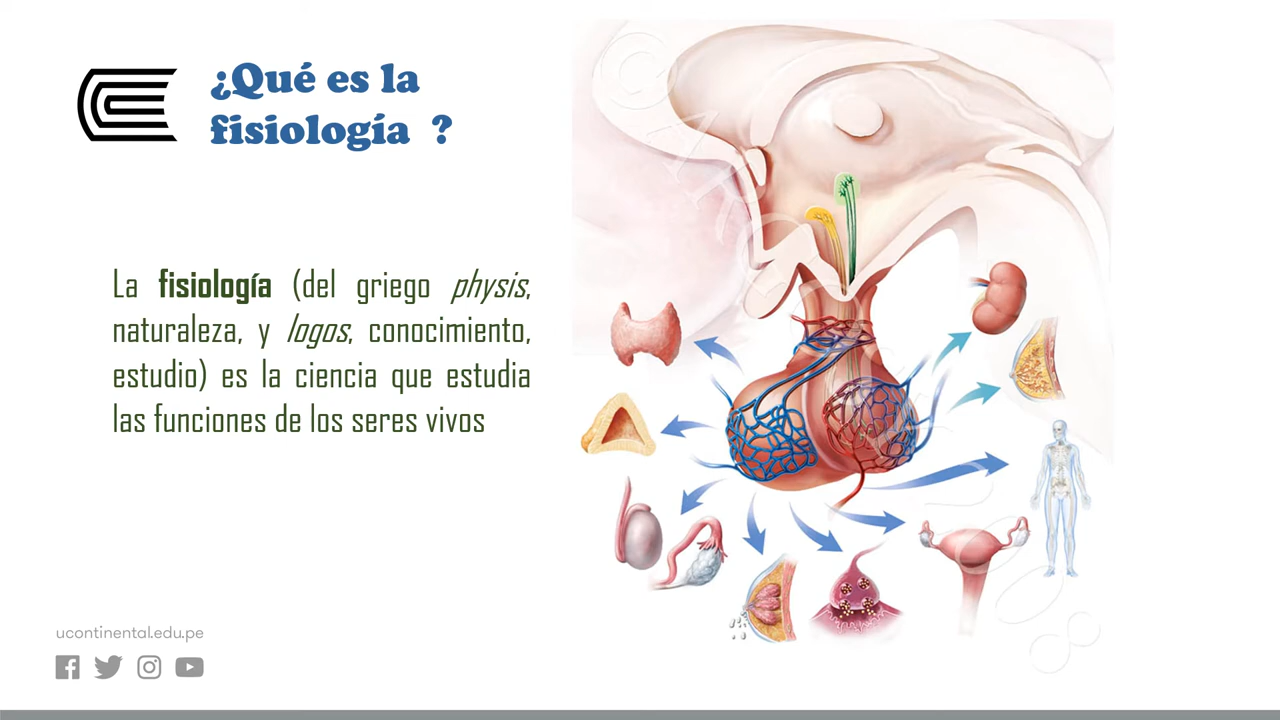 ¿Qué es la
fisiología ?
La fisiología (del griego physis,
naturaleza, y logos, conocimiento,
estudio) es la ciencia que estudia
las funciones de los seres vivos
ucontinental.edu.pe